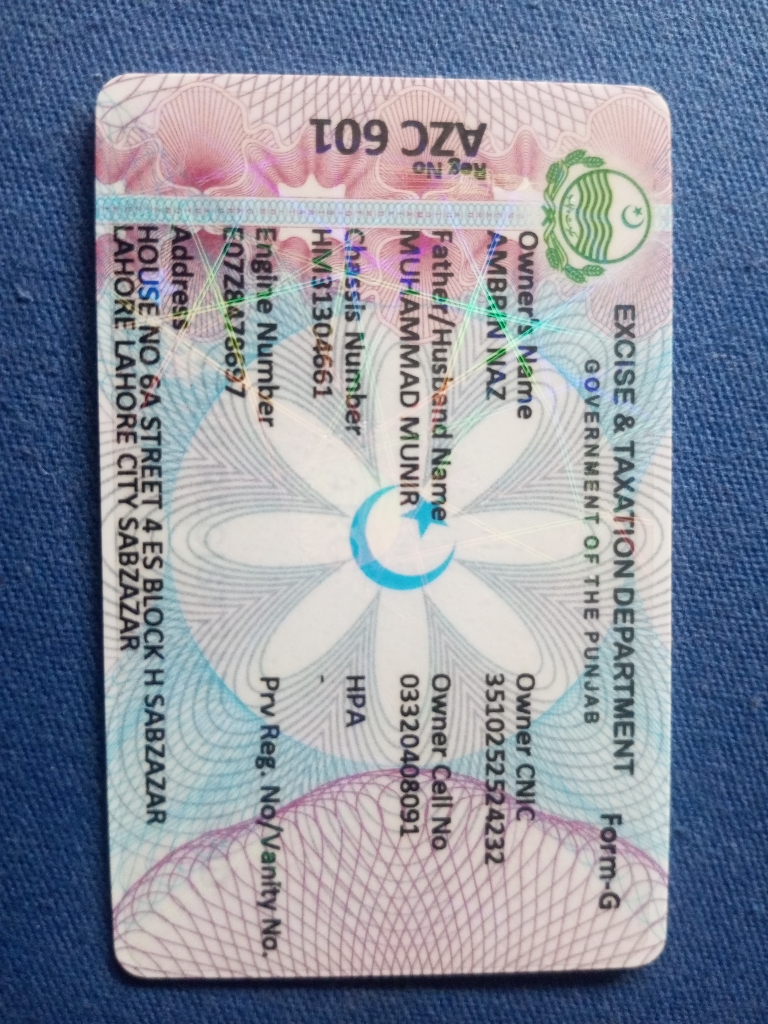 EXCISE & TAXATION DEPARTMENT Form-G
GOVERNMENT OF THE PUNJAB
Reg No
AZC 601
Owner's Name Owner CNIC
NAZ 3510252524232
Father/Husband Name Owner Cell No
MUHAMMAD MUNIR 03320408091
Chassis Number HPA
HM31304661 -
Engine Number Prv Reg. No/Vanity No.
Address
HOUSE NO 6A STREET 4 ES BLOCK H SABZAZAR
LAHORE LAHORE CITY SABZAZAR